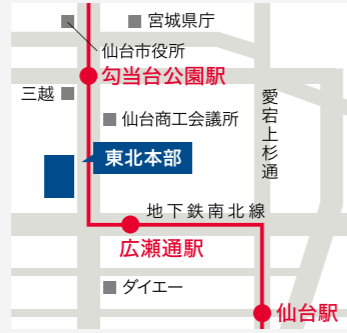 宮城県庁
仙台市役所
勾当台公園駅
三越
仙台商工会議所
愛宕上杉通
東北本部
地下鉄南北線
広瀬通駅
ダイエー
仙台駅